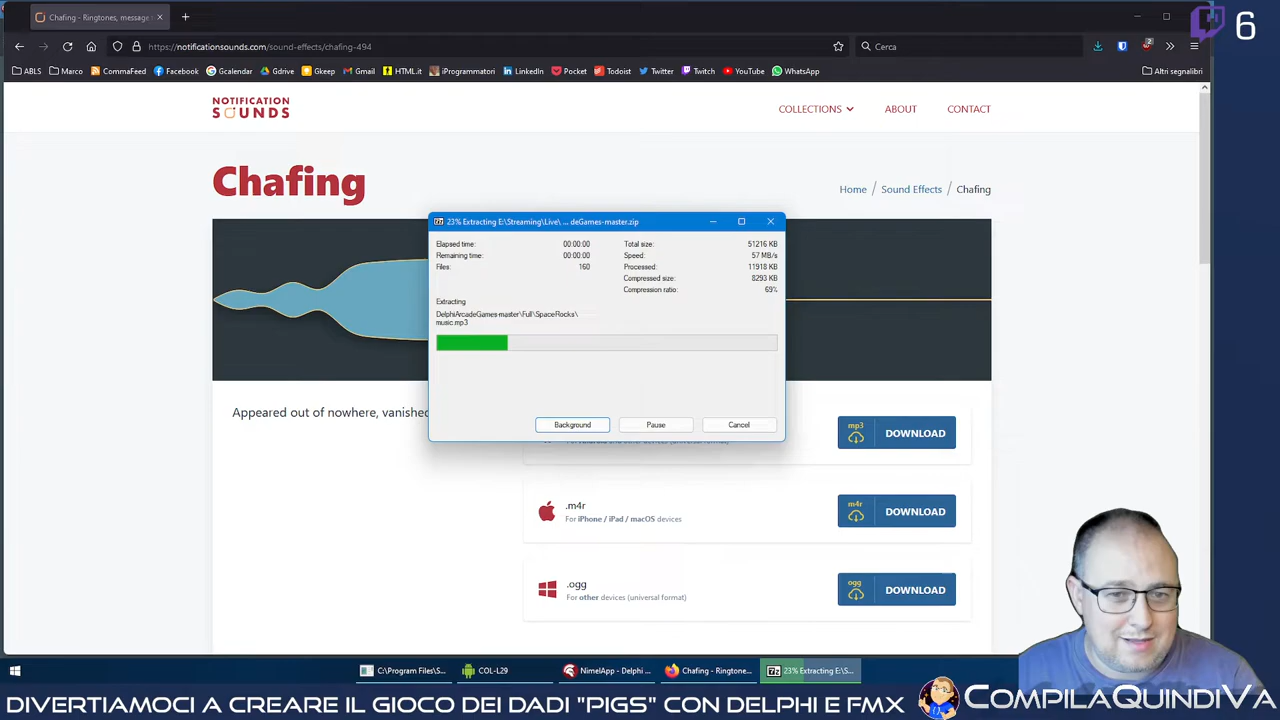 Chafing - Ringtones, message
6
https://notificationsounds.com/sound-effects/chafing-494
Cerca
2
ABLS
Marco
CommaFeed
Facebook
Gcalendar
Gdrive
Gkeep
Gmail
HTML.it
iProgrammatori
LinkedIn
Pocket
Todoist
Twitter
Twitch
YouTube
WhatsApp
Altri segnalibri
NOTIFICATION
SOUNDS
COLLECTIONS
ABOUT
CONTACT
Chafing
Home / Sound Effects / Chafing
7z 23% Extracting E:\Streaming\Live\ ... deGames-master.zip
Elapsed time: 00:00:00
Total size: 51216 KB
Remaining time: 00:00:00
Speed: 57 MB/s
Files: 160
Processed: 11918 KB
Compressed size: 8293 KB
Compression ratio: 69%
Extracting
DelphiArcadeGames-master\Full\SpaceRocks\
music.mp3
Background
Pause
Cancel
Appeared out of nowhere, vanished
mp3
DOWNLOAD
.m4r
For iPhone / iPad / macOS devices
m4r
DOWNLOAD
.ogg
For other devices (universal format)
ogg
DOWNLOAD
C:\Program Files\S...
COL-L29
NimelApp - Delphi ...
Chafing - Ringtone...
7z 23% Extracting E:\S...
DIVERTIAMOCI A CREARE IL GIOCO DEI DADI "PIGS" CON DELPHI E FMX
COMPILAQUINDIVA